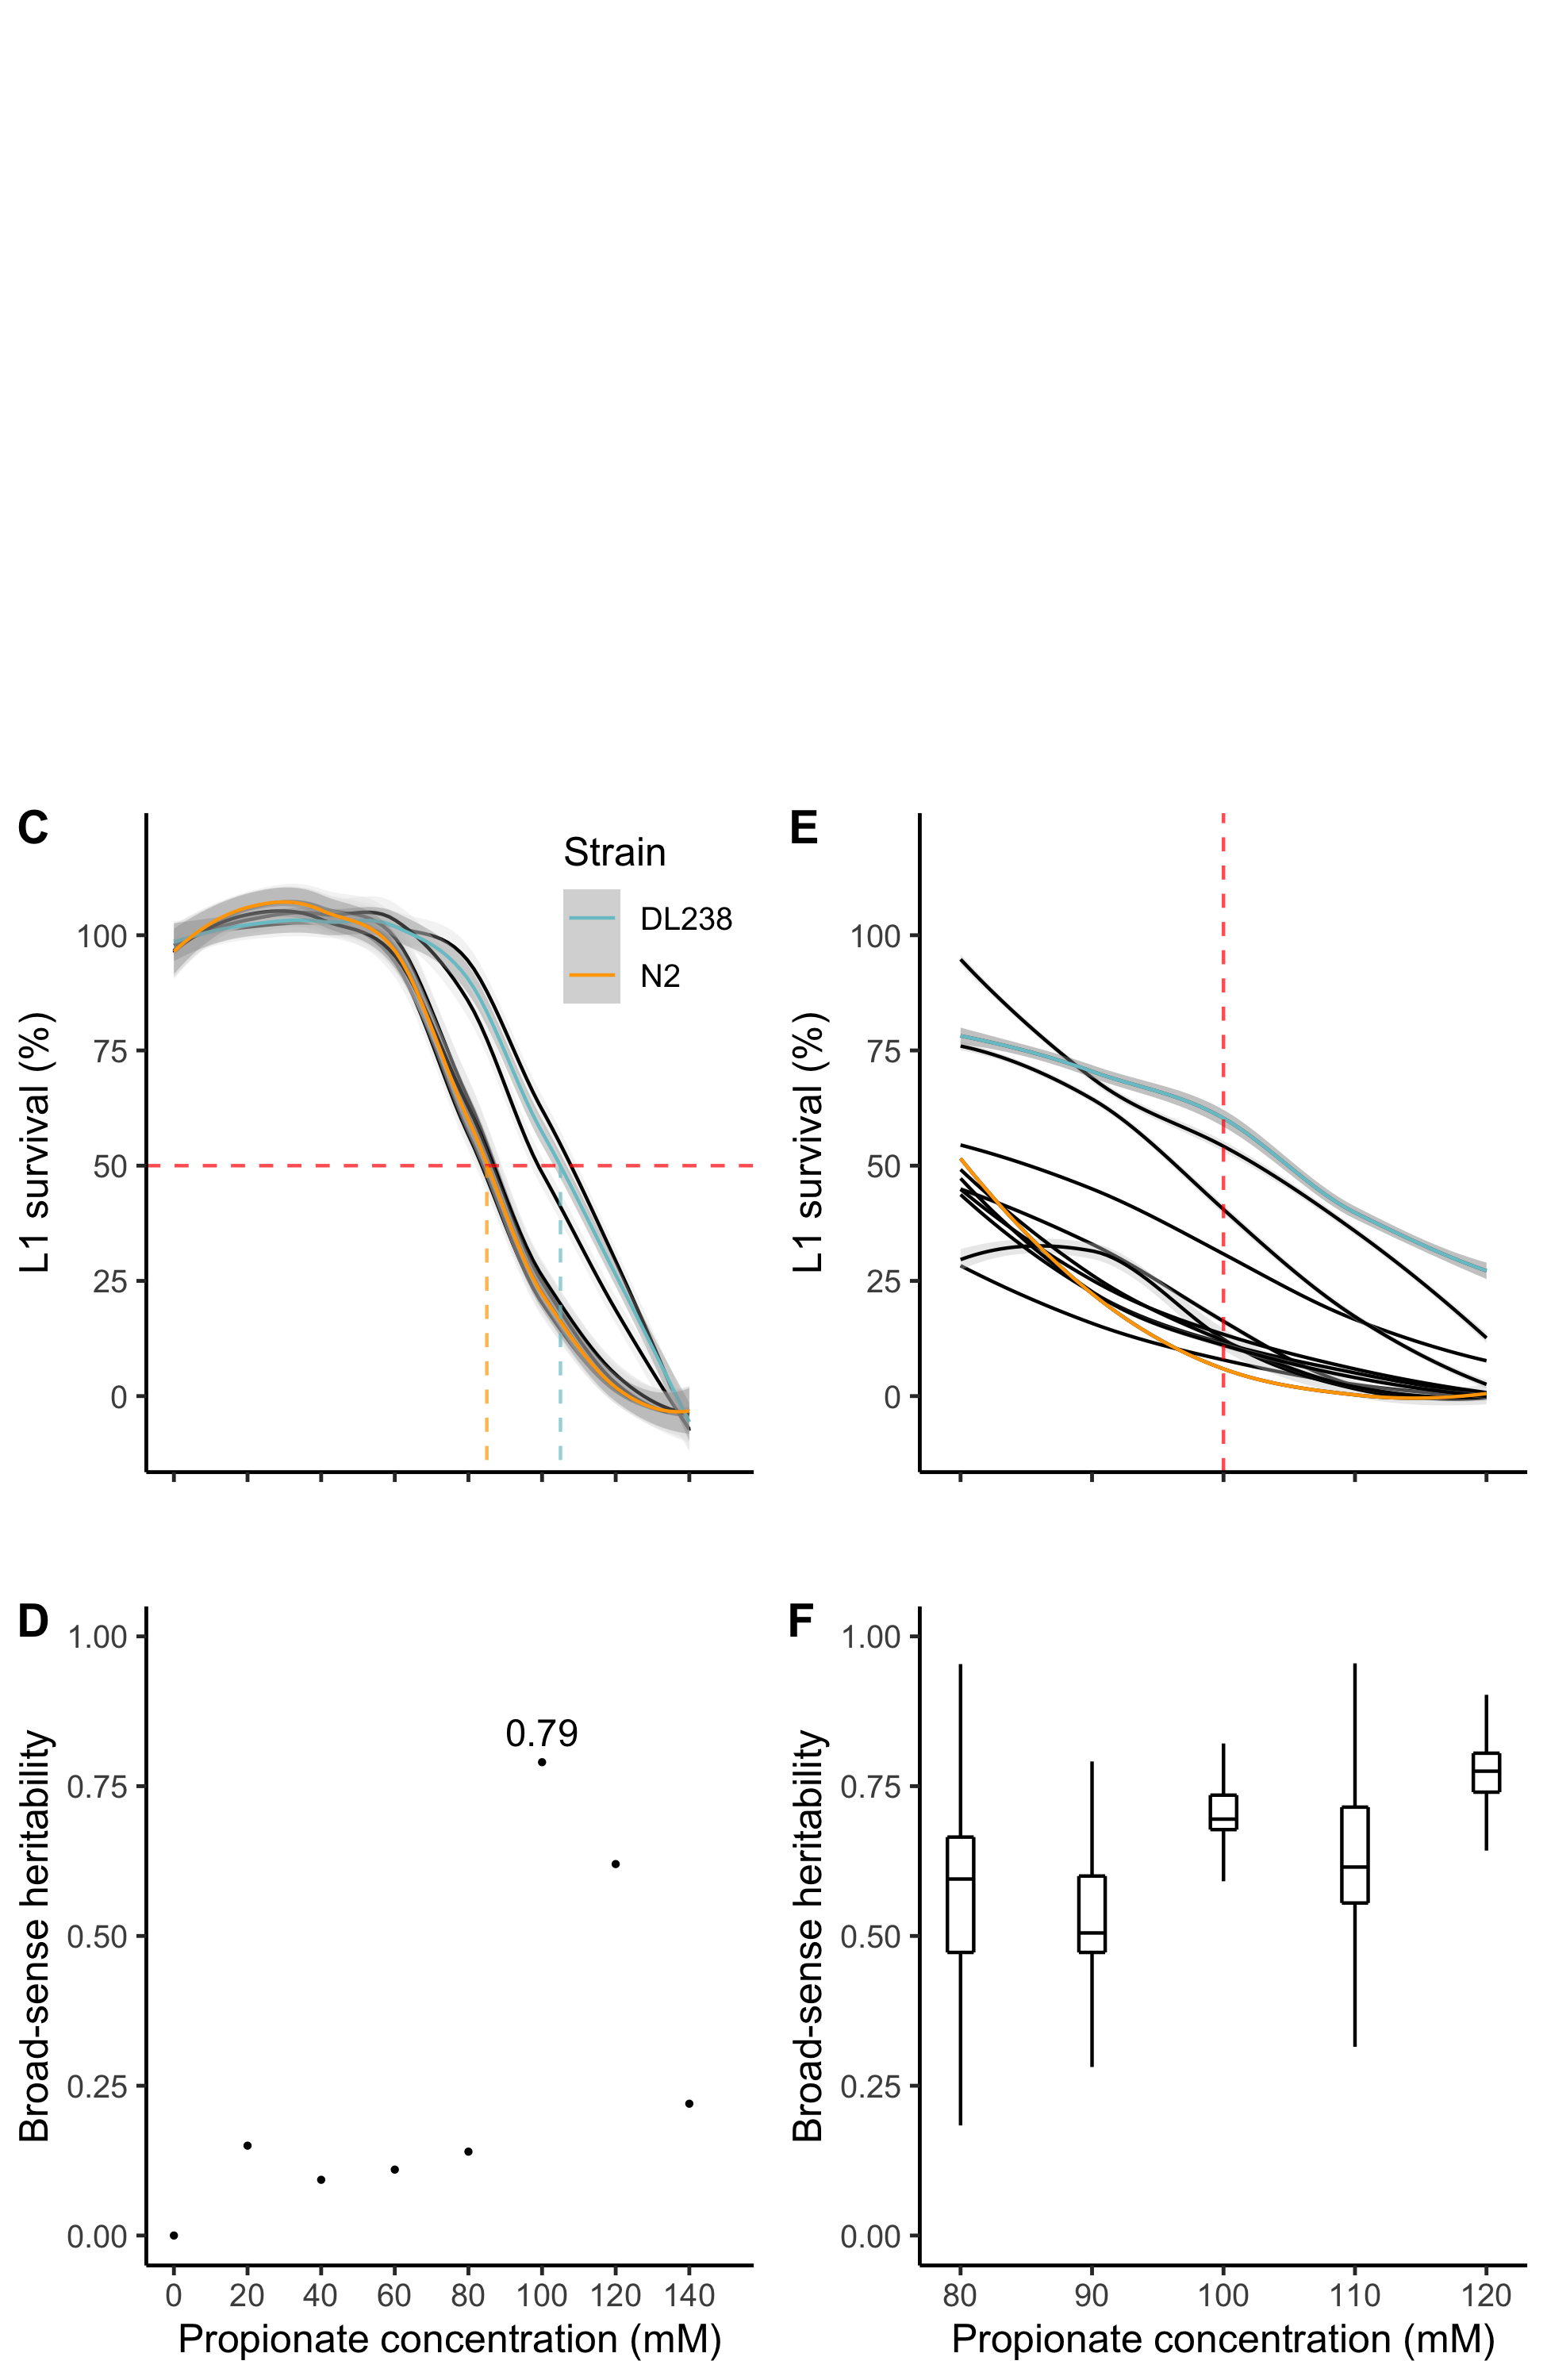 C
L1 survival (%)
100
75
50
25
0
Strain
DL238
N2
E
L1 survival (%)
100
75
50
25
0
D
Broad-sense heritability
1.00
0.75
0.50
0.25
0.00
0.79
0 20 40 60 80 100 120 140
Propionate concentration (mM)
F
Broad-sense heritability
1.00
0.75
0.50
0.25
0.00
80 90 100 110 120
Propionate concentration (mM)